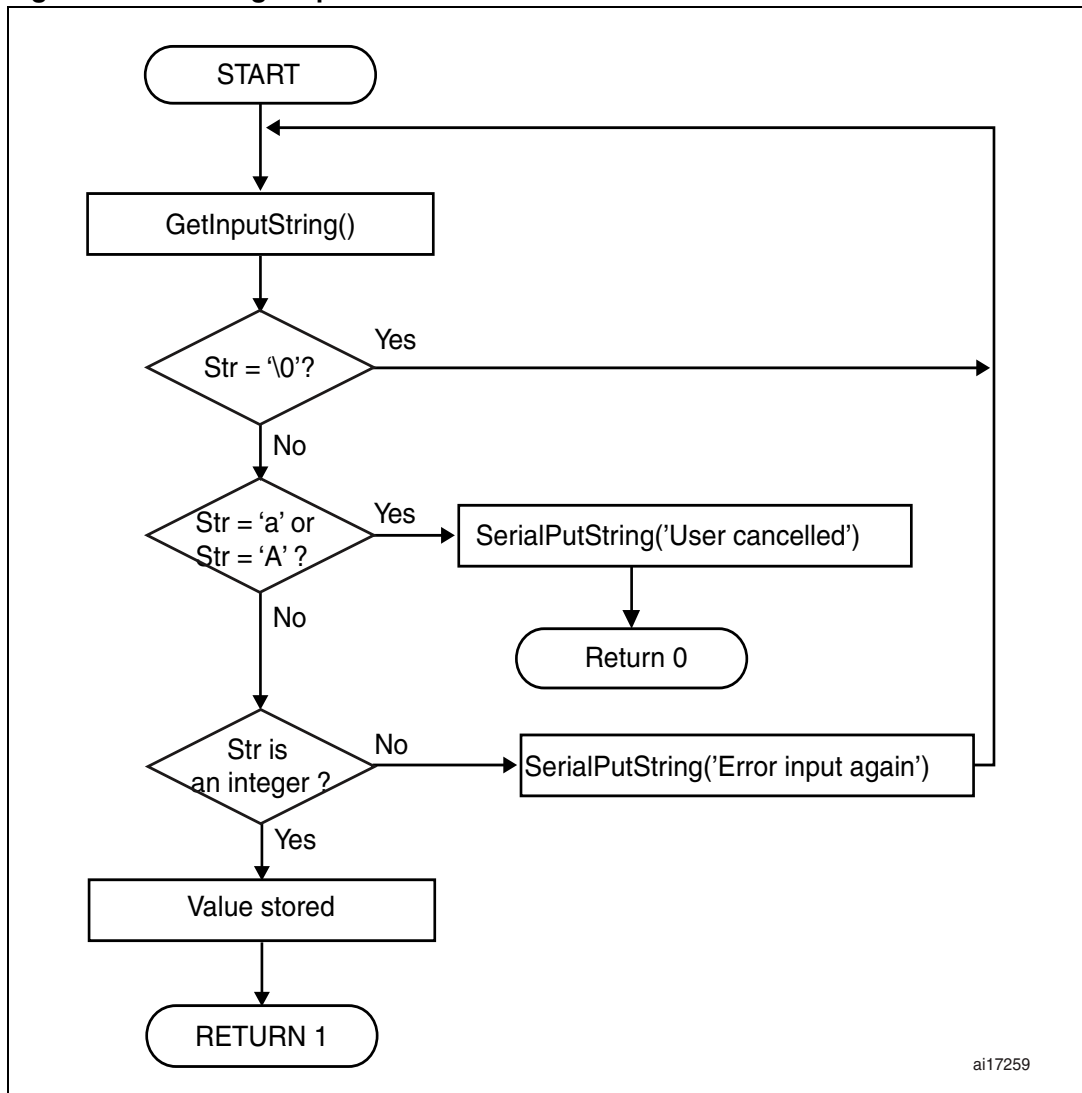 START
GetInputString()
Str = ‘\0’?
Yes
No
Str = ‘a’ or
Str = ‘A’ ?
Yes
SerialPutString(’User cancelled’)
No
Return 0
Str is
an integer ?
No
SerialPutString(’Error input again’)
Yes
Value stored
RETURN 1
ai17259